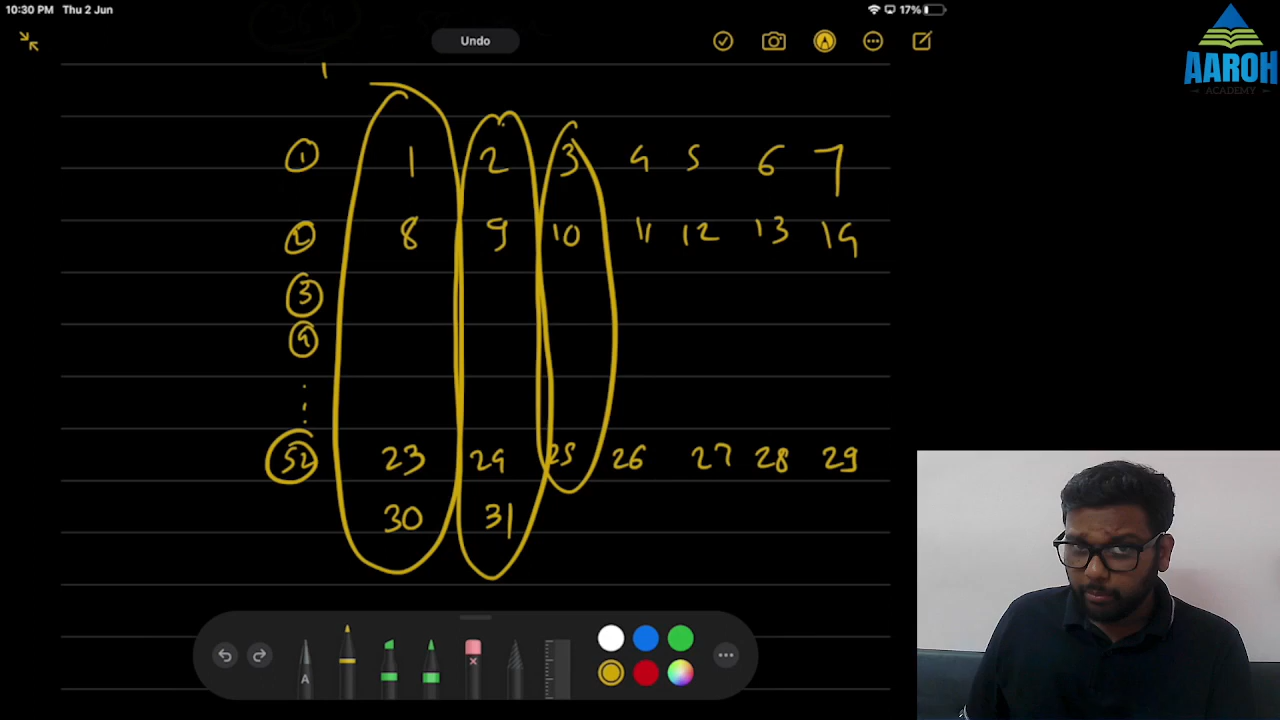 10:30 PM Thu 2 Jun
17%
Undo
AAROH
ACADEMY
1 1 2 3 4 5 6 7
2 8 9 10 11 12 13 14
3
4
52 23 24 25 26 27 28 29
30 31
A